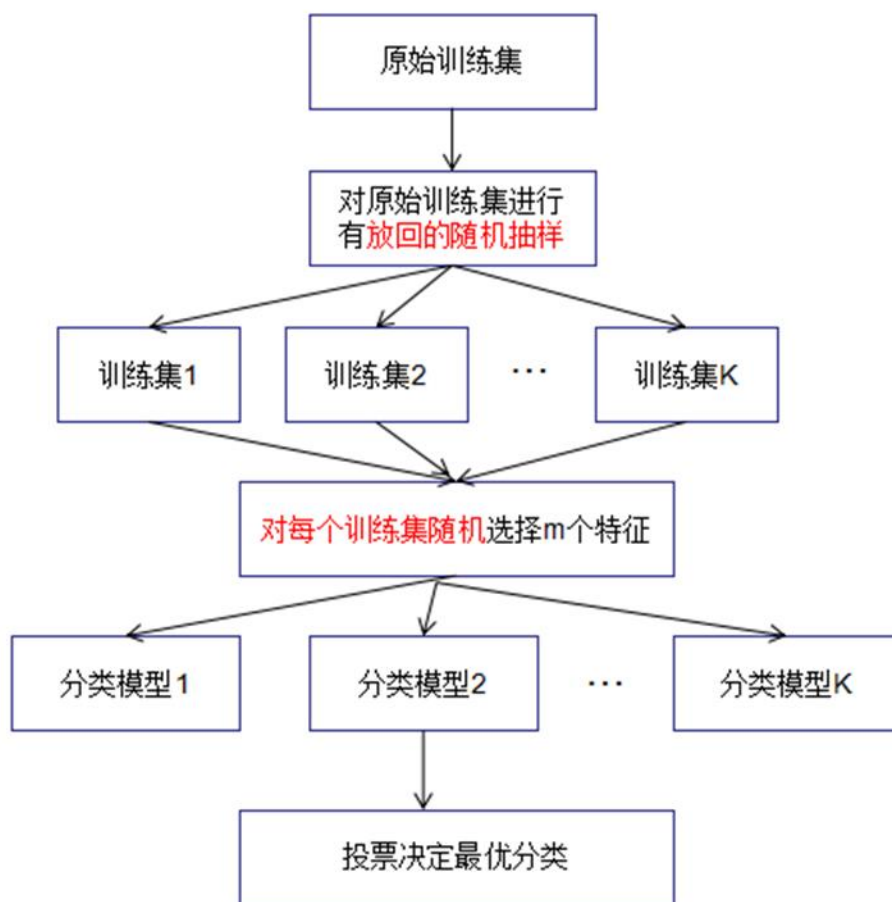 原始训练集
对原始训练集进行
有放回的随机抽样
训练集1
训练集2
…
训练集K
对每个训练集随机选择m个特征
分类模型1
分类模型2
…
分类模型K
投票决定最优分类